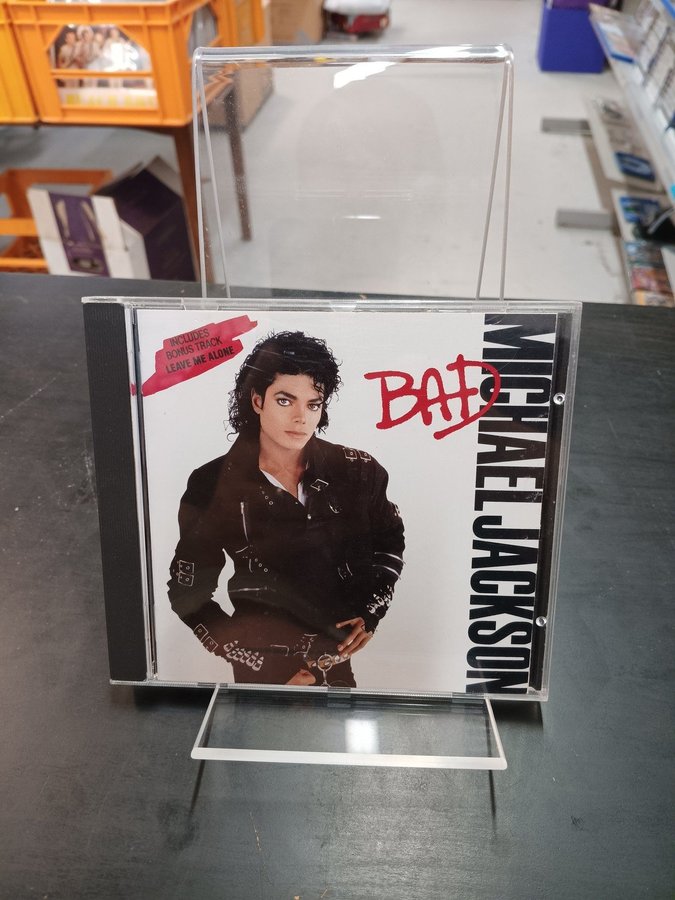 INCLUDES
BONUS TRACK
LEAVE ME ALONE
BAD
MICHAEL JACKSON